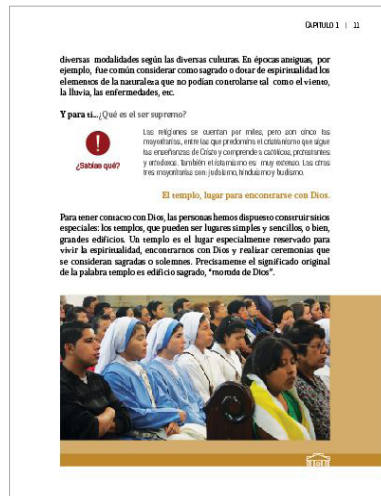 CAPITULO 1 | 11
diversas modalidades según las diversas culturas. En épocas antiguas, por
ejemplo, fue común considerar como sagrado o dotar de espiritualidad los
elementos de la naturaleza que no podían controlarse tal como el viento,
la lluvia, las enfermedades, etc.
Y para ti... ¿Qué es el ser supremo?
!
¿Sabías qué?
Las religiones se cuentan por miles, pero son cinco las
mayoritarias, entre las que predomina el cristianismo que sigue
las enseñanzas de Cristo y comprende a católicos, protestantes
y ortodoxos. También el islamismo es muy extenso. Las otras
tres mayoritarias son: judaísmo, hinduismo y budismo.
El templo, lugar para encontrarse con Dios.
Para tener contacto con Dios, las personas hemos dispuesto construir sitios
especiales: los templos, que pueden ser lugares simples y sencillos, o bien,
grandes edificios. Un templo es el lugar especialmente reservado para
vivir la espiritualidad, encontrarnos con Dios y realizar ceremonias que
se consideran sagradas o solemnes. Precisamente el significado original
de la palabra templo es edificio sagrado, "morada de Dios".